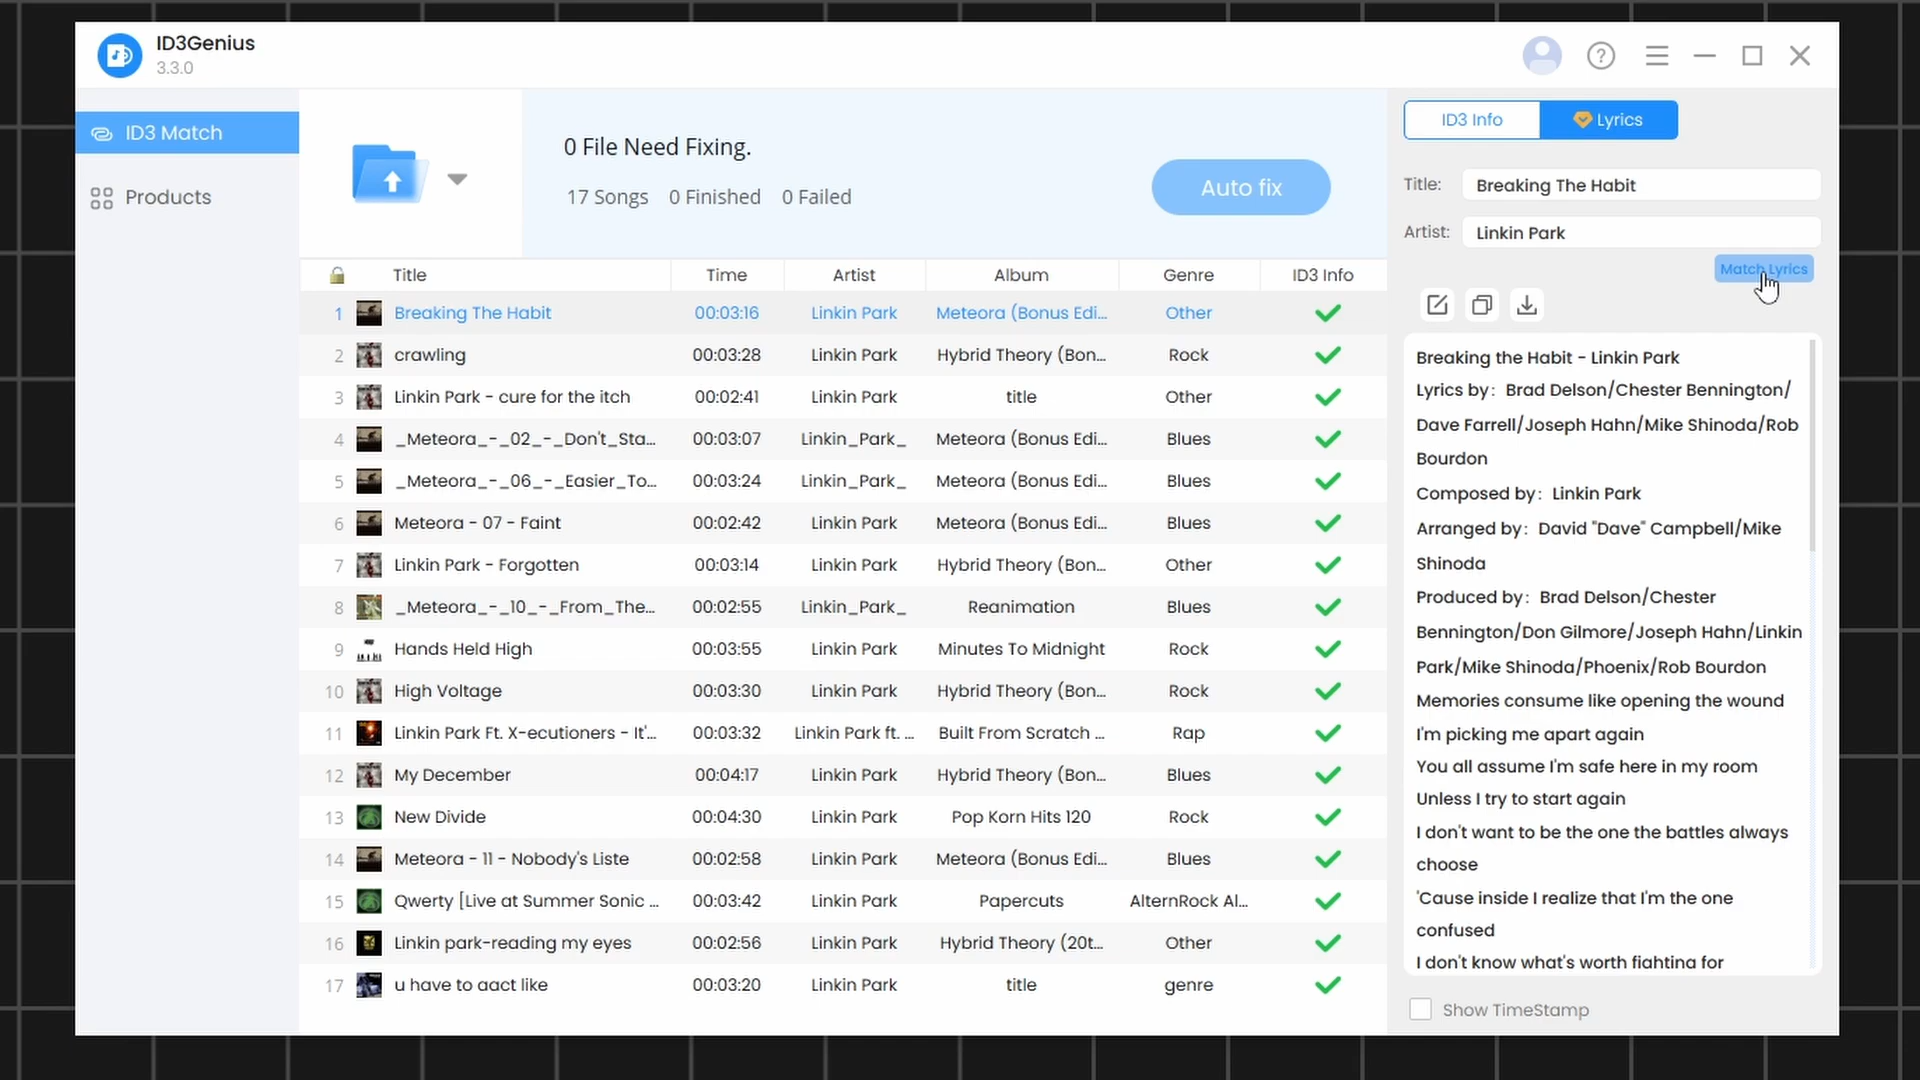 ID3Genius
3.3.0
ID3 Match
Products
0 File Need Fixing.
17 Songs 0 Finished 0 Failed
Auto fix
Title Time Artist Album Genre ID3 Info
1 Breaking The Habit 00:03:16 Linkin Park Meteora (Bonus Edi... Other
2 crawling 00:03:28 Linkin Park Hybrid Theory (Bon... Rock
3 Linkin Park - cure for the itch 00:02:41 Linkin Park title Other
4 _Meteora_-_02_-_Don't_Sta... 00:03:07 Linkin_Park_ Meteora (Bonus Edi... Blues
5 _Meteora_-_06_-_Easier_To... 00:03:24 Linkin_Park_ Meteora (Bonus Edi... Blues
6 Meteora - 07 - Faint 00:02:42 Linkin Park Meteora (Bonus Edi... Blues
7 Linkin Park - Forgotten 00:03:14 Linkin Park Hybrid Theory (Bon... Other
8 _Meteora_-_10_-_From_The... 00:02:55 Linkin_Park_ Reanimation Blues
9 Hands Held High 00:03:55 Linkin Park Minutes To Midnight Rock
10 High Voltage 00:03:30 Linkin Park Hybrid Theory (Bon... Rock
11 Linkin Park Ft. X-ecutioners - It'... 00:03:32 Linkin Park ft. ... Built From Scratch ... Rap
12 My December 00:04:17 Linkin Park Hybrid Theory (Bon... Blues
13 New Divide 00:04:30 Linkin Park Pop Korn Hits 120 Rock
14 Meteora - 11 - Nobody's Liste 00:02:58 Linkin Park Meteora (Bonus Edi... Blues
15 Qwerty [Live at Summer Sonic ... 00:03:42 Linkin Park Papercuts AlternRock Al...
16 Linkin park-reading my eyes 00:02:56 Linkin Park Hybrid Theory (20t... Other
17 u have to aact like 00:03:20 Linkin Park title genre
ID3 Info Lyrics
Title: Breaking The Habit
Artist: Linkin Park
Match Lyrics
Breaking the Habit - Linkin Park
Lyrics by: Brad Delson/Chester Bennington/
Dave Farrell/Joseph Hahn/Mike Shinoda/Rob
Bourdon
Composed by: Linkin Park
Arranged by: David "Dave" Campbell/Mike
Shinoda
Produced by: Brad Delson/Chester
Bennington/Don Gilmore/Joseph Hahn/Linkin
Park/Mike Shinoda/Phoenix/Rob Bourdon
Memories consume like opening the wound
I'm picking me apart again
You all assume I'm safe here in my room
Unless I try to start again
I don't want to be the one the battles always
choose
'Cause inside I realize that I'm the one
confused
I don't know what's worth fighting for
Show TimeStamp